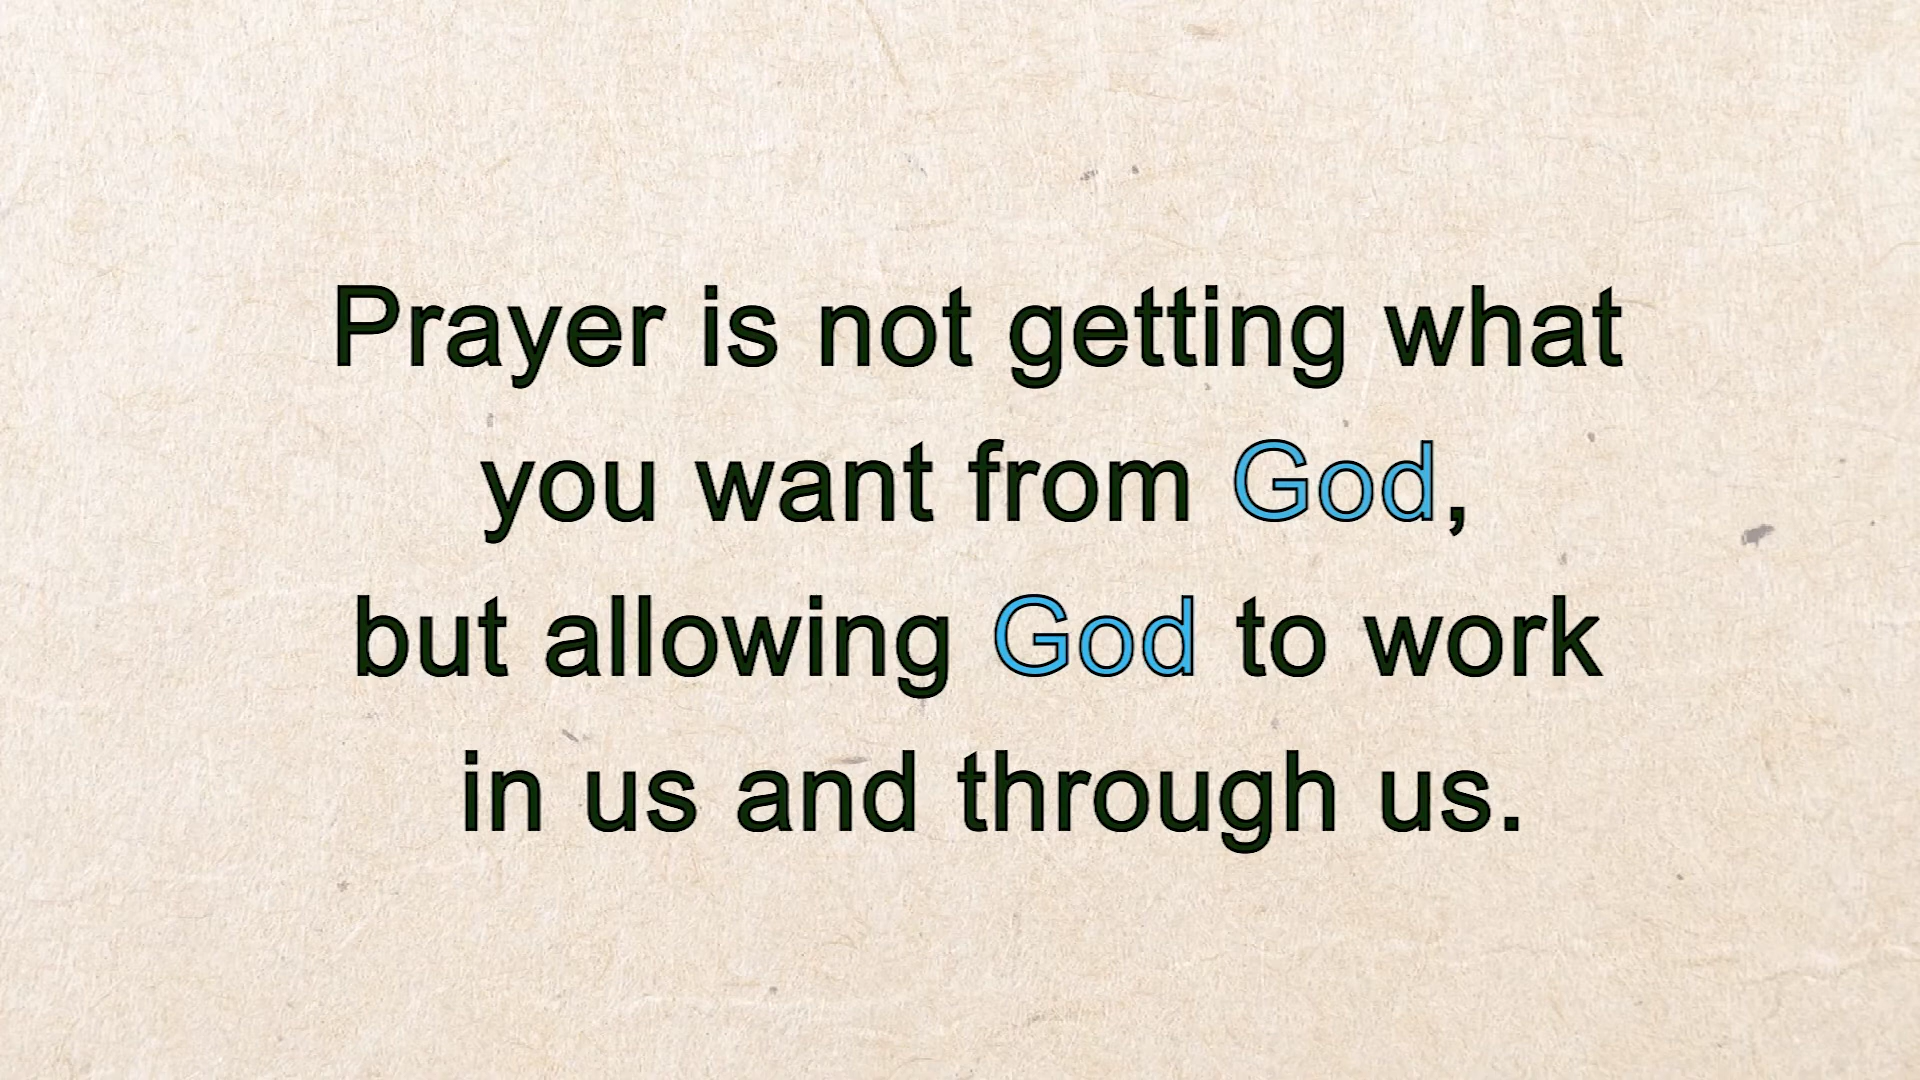 Prayer is not getting what
you want from God,
but allowing God to work
in us and through us.